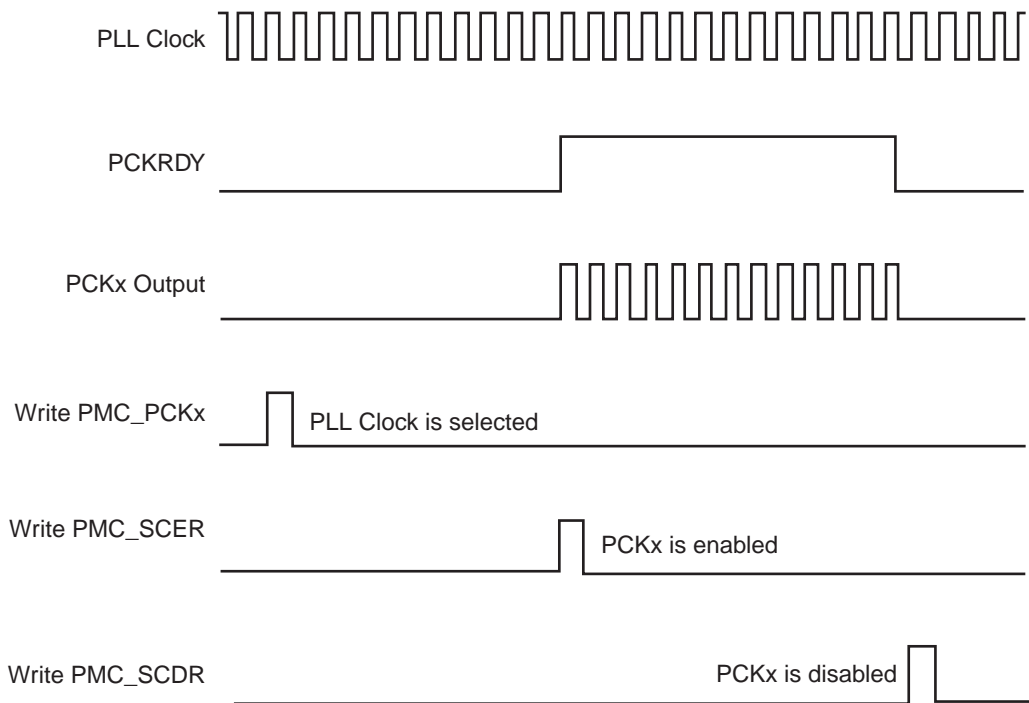 PLL Clock
PCKRDY
PCKx Output
Write PMC_PCKx
PLL Clock is selected
Write PMC_SCER
PCKx is enabled
Write PMC_SCDR
PCKx is disabled